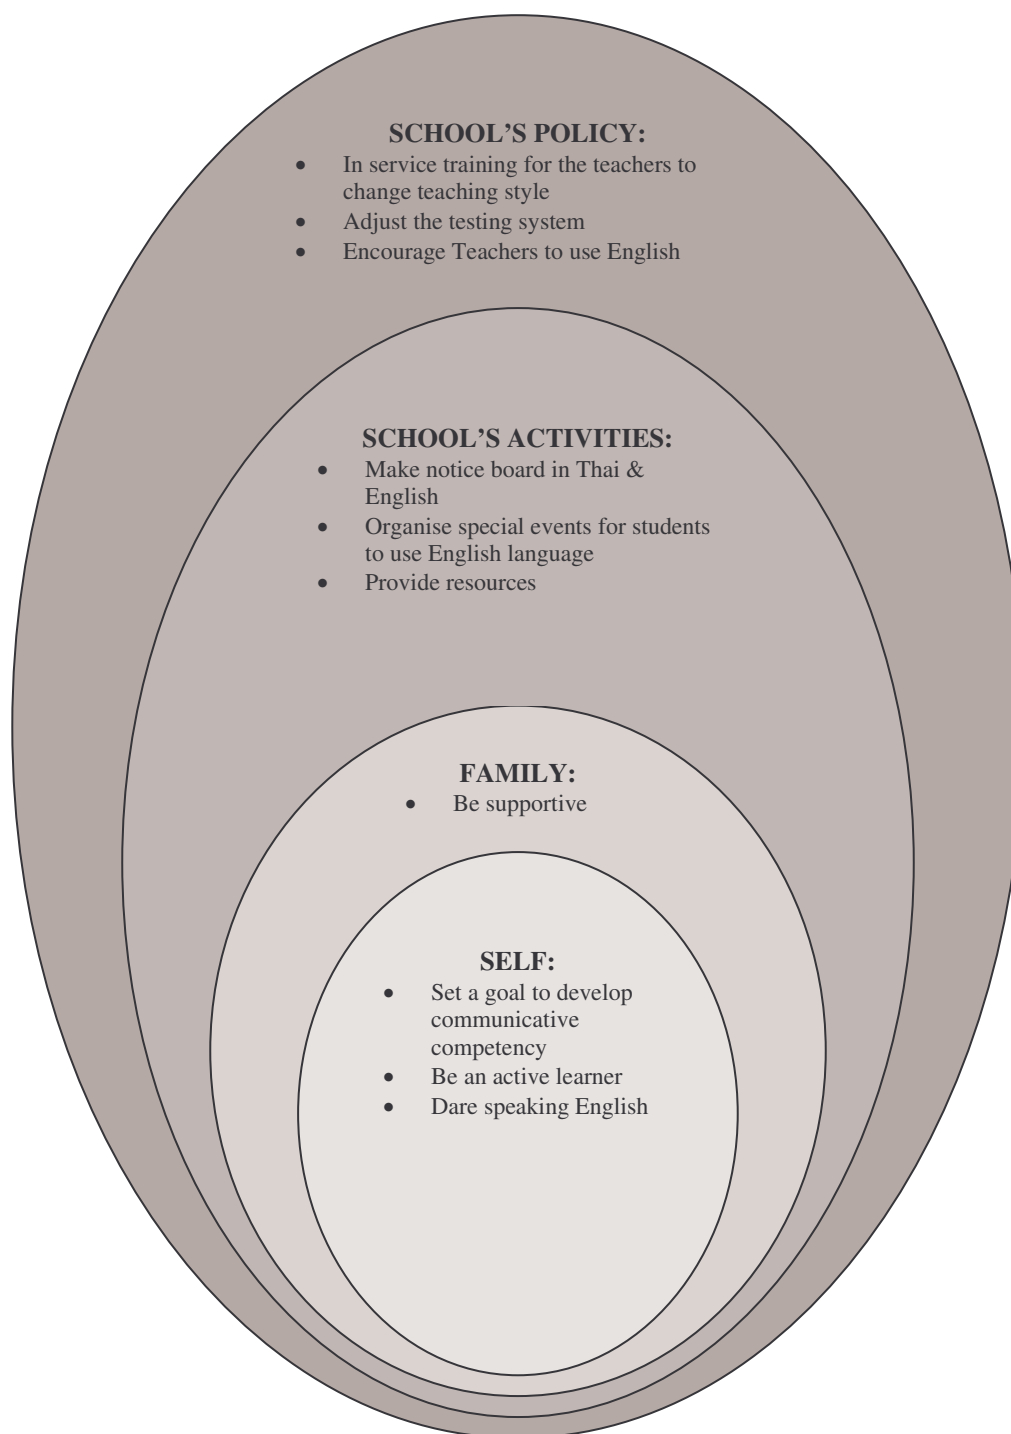 SCHOOL’S POLICY:
• In service training for the teachers to
change teaching style
• Adjust the testing system
• Encourage Teachers to use English
SCHOOL’S ACTIVITIES:
• Make notice board in Thai &
English
• Organise special events for students
to use English language
• Provide resources
FAMILY:
• Be supportive
SELF:
• Set a goal to develop
communicative
competency
• Be an active learner
• Dare speaking English